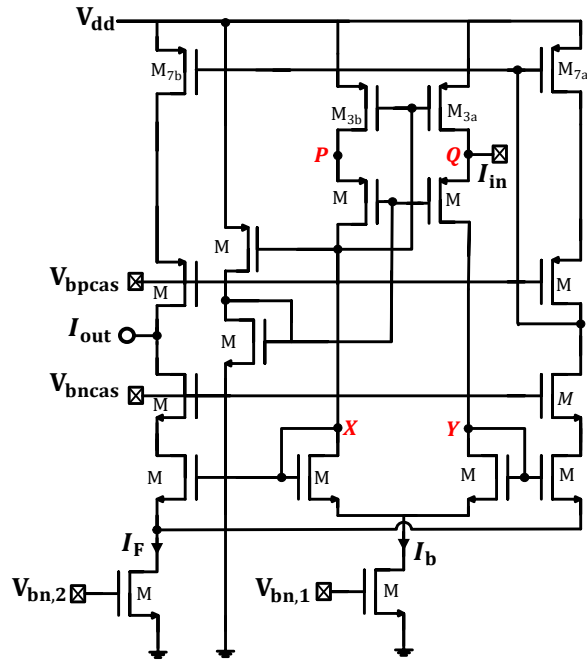 Vdd
M7b
M7a
M3b
M3a
P
Q
Iin
M
M
M
Vbpcas
M
M
Iout
M
Vbncas
M
M
X
Y
M
M
M
M
IF
Ib
Vbn,2
M
Vbn,1
M